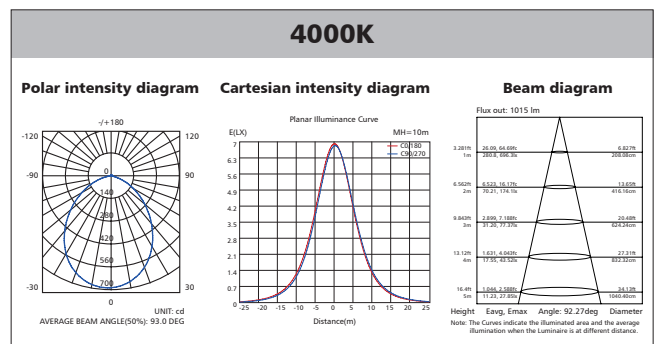 4000K
Polar intensity diagram
Cartesian intensity diagram
Beam diagram
-/+180
-120
120
-90
90
-30
30
0
0
140
280
420
560
700
UNIT: cd
AVERAGE BEAM ANGLE(50%): 93.0 DEG
Planar Illuminance Curve
E(LX)
MH=10m
C0/180
C90/270
7
6.3
5.6
4.9
4.2
3.5
2.8
2.1
1.4
0.7
0
-25 -20 -15 -10 -5 0 5 10 15 20 25
Distance(m)
Flux out: 1015 lm
3.281ft 26.09, 64.69fc 6.827ft
1m 280.8, 696.3lx 208.08cm
6.562ft 6.523, 16.17fc 13.65ft
2m 70.21, 174.1lx 416.16cm
9.843ft 2.899, 7.188fc 20.48ft
3m 31.20, 77.37lx 624.24cm
13.12ft 1.631, 4.043fc 27.31ft
4m 17.55, 43.52lx 832.32cm
16.4ft 1.044, 2.588fc 34.13ft
5m 11.23, 27.85lx 1040.40cm
Height Eavg, Emax Angle: 92.27deg Diameter
Note: The Curves indicate the illuminated area and the average
illumination when the Luminaire is at different distance.